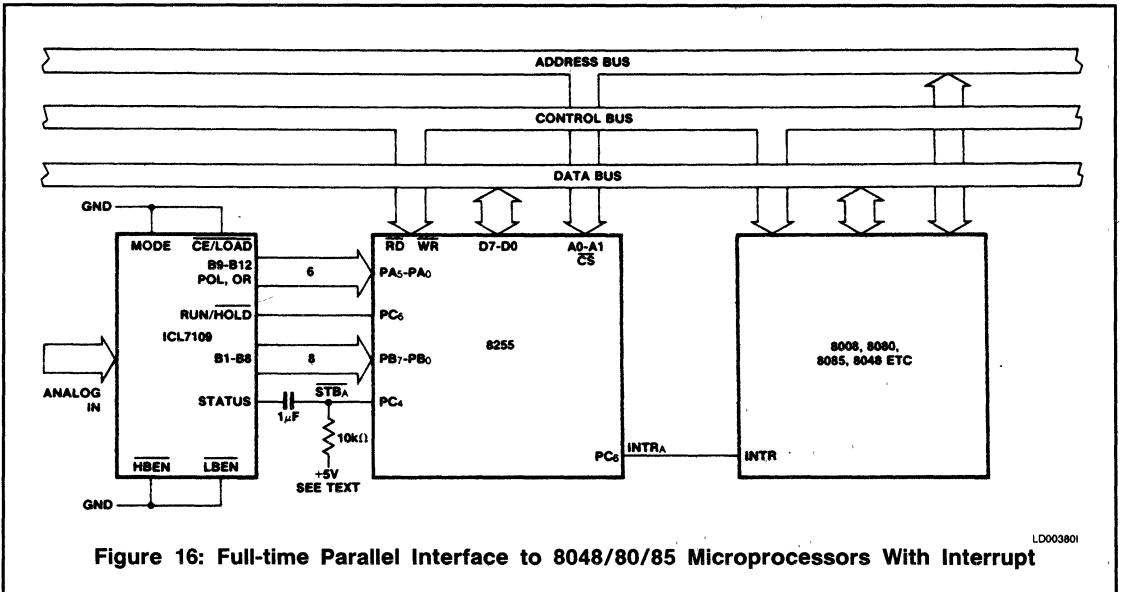 ADDRESS BUS
CONTROL BUS
DATA BUS
GND
MODE
CE/LOAD
RD WR
D7-D0
A0-A1
CS
B9-B12
POL, OR
6
PA5-PA0
RUN/HOLD
PC6
ICL7109
8255
8008, 8080,
8085, 8048 ETC
B1-B8
8
PB7-PB0
ANALOG
IN
STATUS
1µF
STBA
PC4
10kΩ
+5V
SEE TEXT
HBEN
LBEN
PC6
INTRA
INTR
GND
LD003801
Figure 16: Full-time Parallel Interface to 8048/80/85 Microprocessors With Interrupt